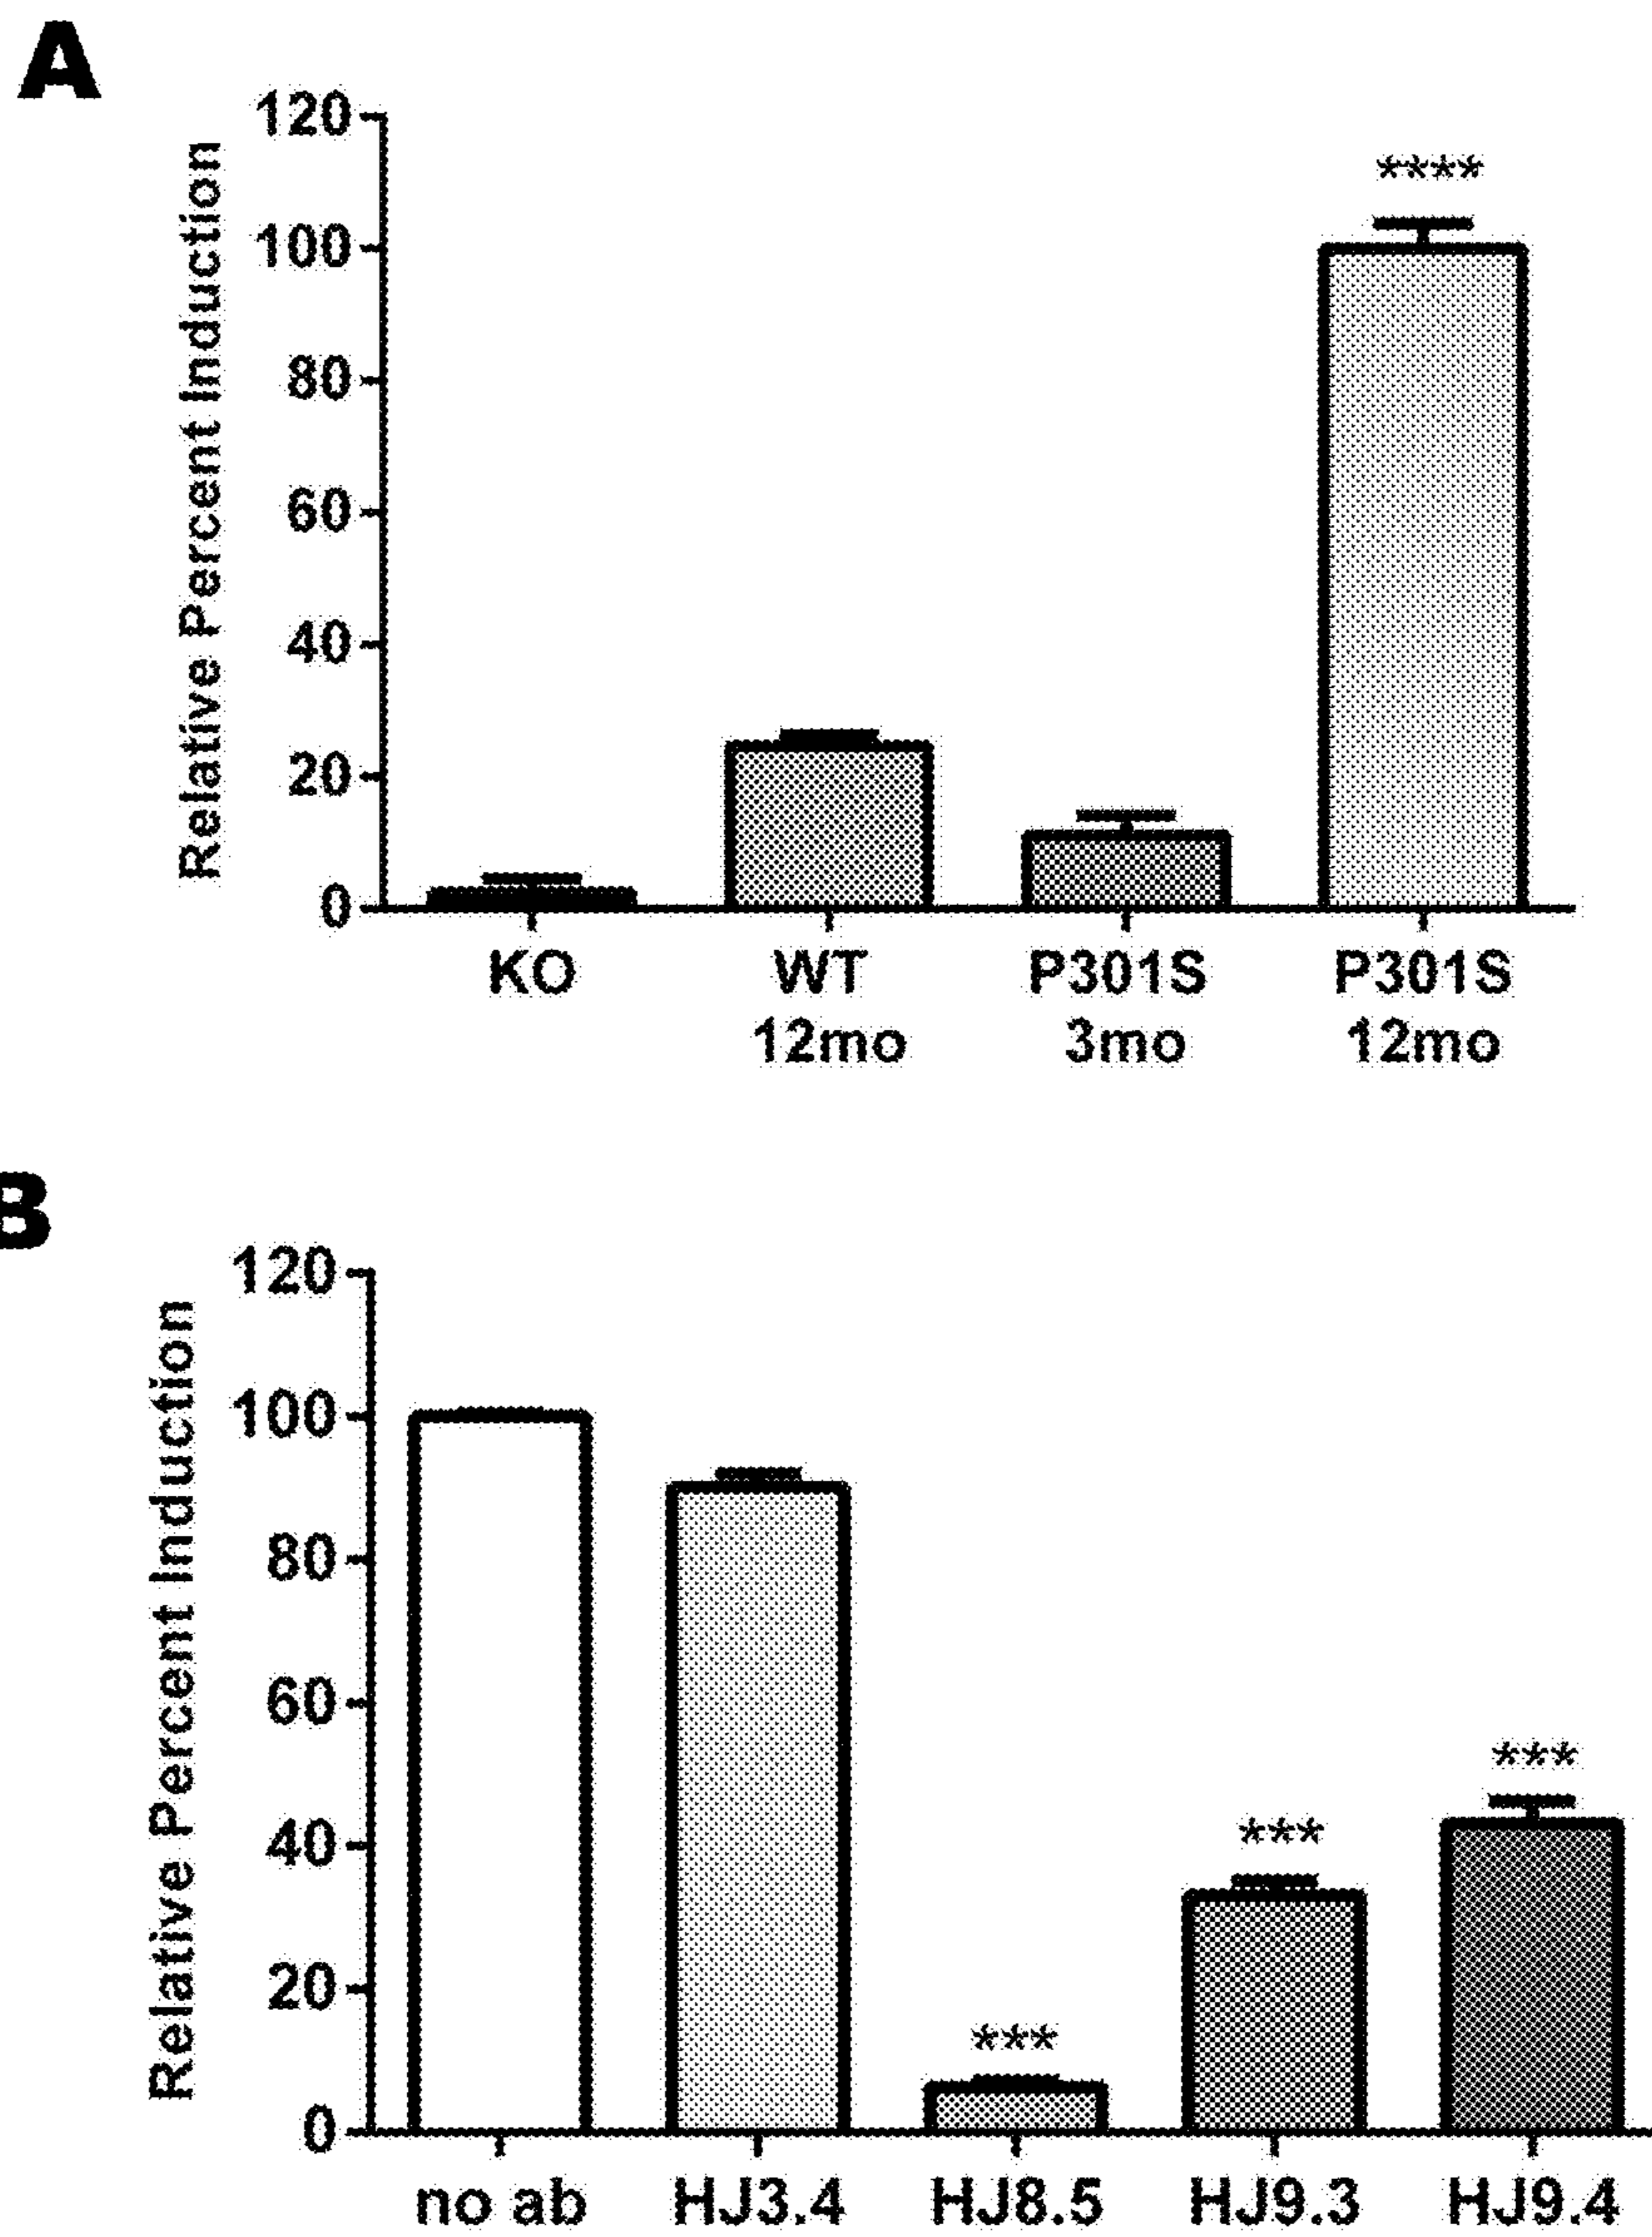 A
Relative Percent Induction
120
100
80
60
40
20
0
****
KO
WT
12mo
P301S
3mo
P301S
12mo
B
Relative Percent Induction
120
100
80
60
40
20
0
***
***
***
no ab
HJ3.4
HJ8.5
HJ9.3
HJ9.4